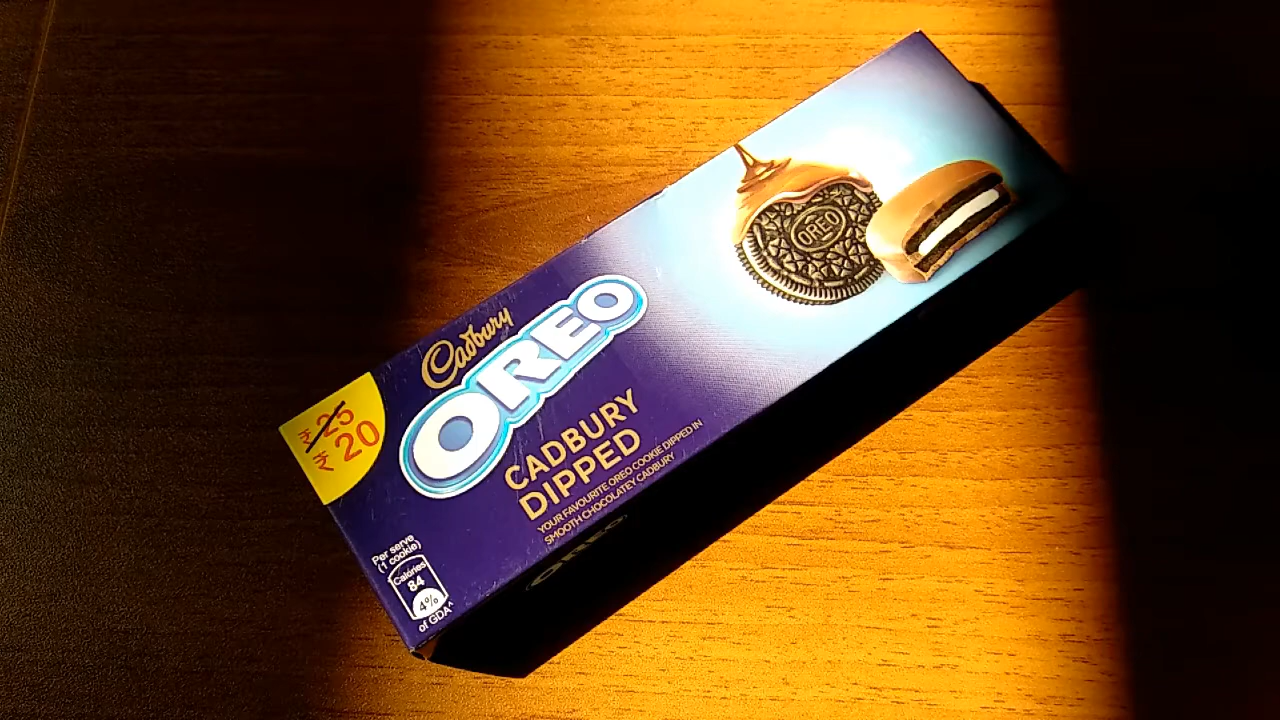 ₹25
₹20
Cadbury
OREO
CADBURY
DIPPED
YOUR FAVOURITE OREO COOKIE DIPPED IN
SMOOTH CHOCOLATEY CADBURY
OREO
Per serve
(1 cookie)
Calories
84
4%
of GDA^
OREO